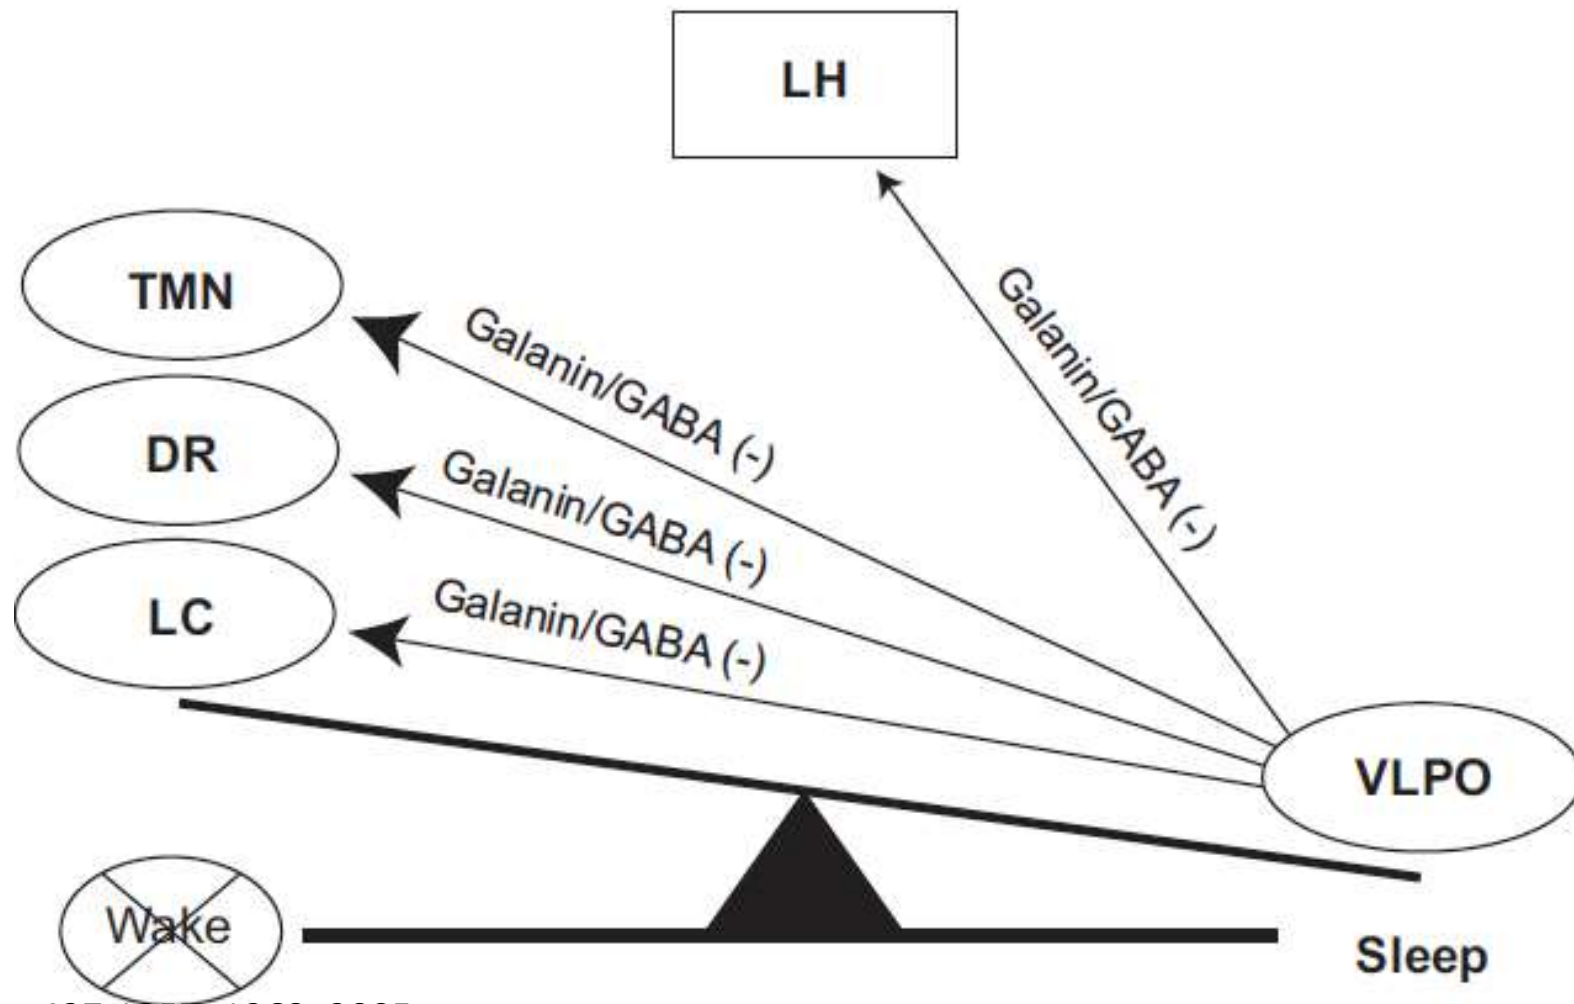 LH
TMN
Galanin/GABA (-)
Galanin/GABA (-)
DR
Galanin/GABA (-)
LC
Galanin/GABA (-)
VLPO
Wake
Sleep